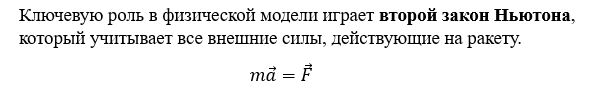 Ключевую роль в физической модели играет второй закон Ньютона,
который учитывает все внешние силы, действующие на ракету.
ma⃗ = F⃗